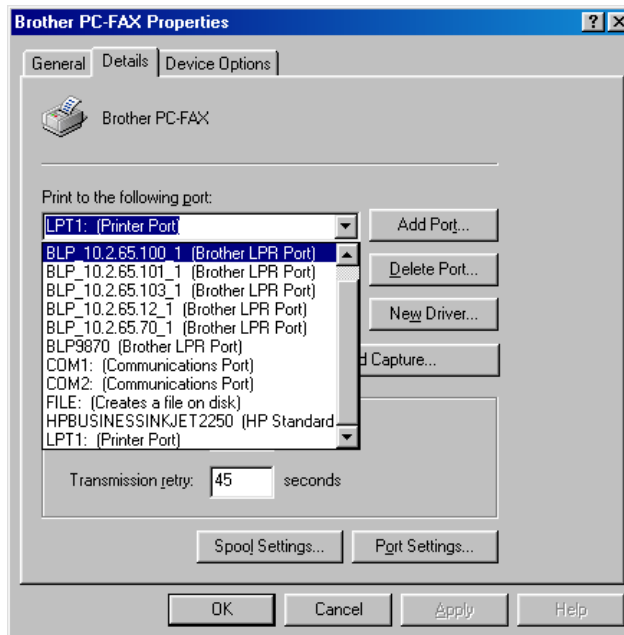 Brother PC-FAX Properties
General Details Device Options
Brother PC-FAX
Print to the following port:
LPT1: (Printer Port)
Add Port...
BLP_10.2.65.100_1 (Brother LPR Port)
BLP_10.2.65.101_1 (Brother LPR Port)
Delete Port...
BLP_10.2.65.103_1 (Brother LPR Port)
BLP_10.2.65.12_1 (Brother LPR Port)
New Driver...
BLP_10.2.65.70_1 (Brother LPR Port)
BLP9870 (Brother LPR Port)
COM1: (Communications Port)
d Capture...
COM2: (Communications Port)
FILE: (Creates a file on disk)
HPBUSINESSINKJET2250 (HP Standard
LPT1: (Printer Port)
Transmission retry: 45 seconds
Spool Settings... Port Settings...
OK Cancel Apply Help